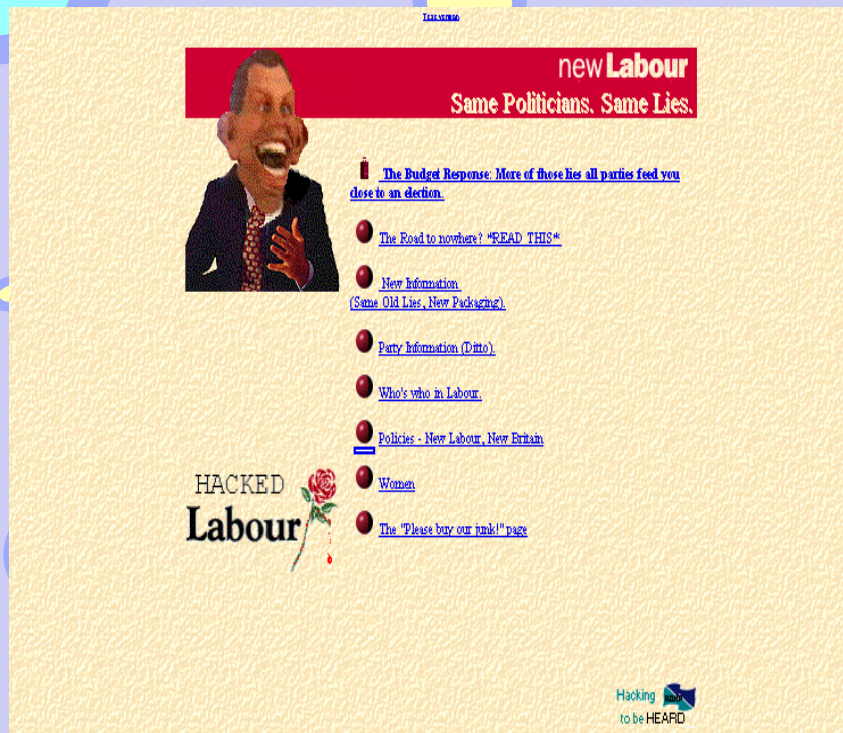 Text version
newLabour
Same Politicians. Same Lies.
The Budget Response: More of those lies all parties feed you
close to an election.
The Road to nowhere? *READ THIS*
New Information
(Same Old Lies, New Packaging).
Party Information (Ditto).
Who's who in Labour.
Policies - New Labour, New Britain
HACKED
Labour
Women
The "Please buy our junk!" page
Hacking
to be HEARD